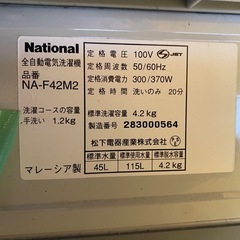 National
全自動電気洗濯機
品番
NA-F42M2
洗濯コースの容量
手洗い 1.2kg
マレーシア製
定格電圧 100V
JET
定格周波数 50/60Hz
定格消費電力 300/370W
定格時間 洗いのみ 20分
標準洗濯容量 4.2kg
製造番号 283000564
松下電器産業株式会社
標準水量 標準使用水量 標準脱水容量
45L 115L 4.2kg